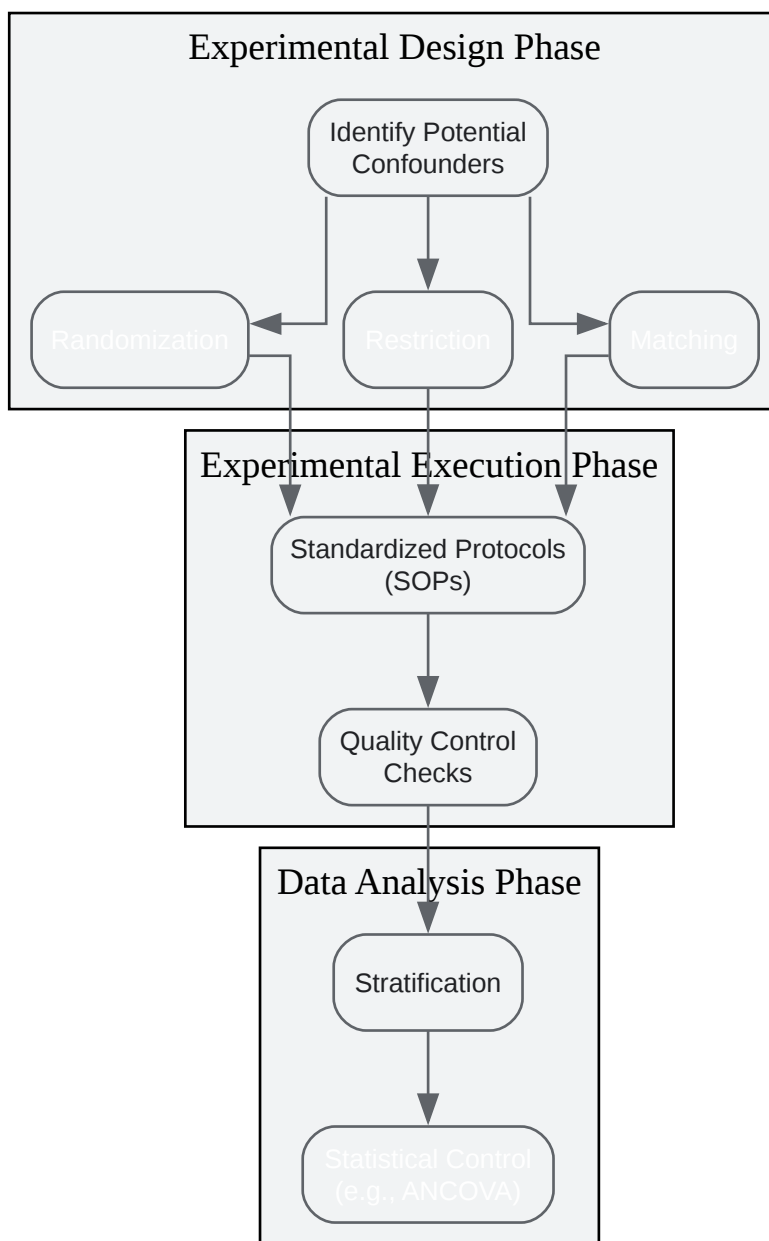 Experimental Design Phase
Identify Potential
Confounders
Randomization
Restriction
Matching
Experimental Execution Phase
Standardized Protocols
(SOPs)
Quality Control
Checks
Data Analysis Phase
Stratification
Statistical Control
(e.g., ANCOVA)